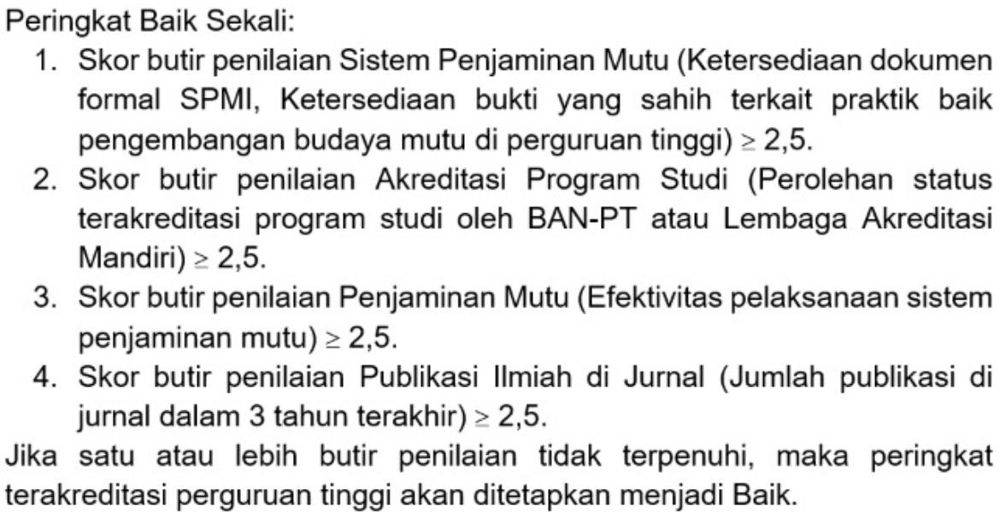 Peringkat Baik Sekali:
1. Skor butir penilaian Sistem Penjaminan Mutu (Ketersediaan dokumen
formal SPMI, Ketersediaan bukti yang sahih terkait praktik baik
pengembangan budaya mutu di perguruan tinggi) ≥ 2,5.
2. Skor butir penilaian Akreditasi Program Studi (Perolehan status
terakreditasi program studi oleh BAN-PT atau Lembaga Akreditasi
Mandiri) ≥ 2,5.
3. Skor butir penilaian Penjaminan Mutu (Efektivitas pelaksanaan sistem
penjaminan mutu) ≥ 2,5.
4. Skor butir penilaian Publikasi Ilmiah di Jurnal (Jumlah publikasi di
jurnal dalam 3 tahun terakhir) ≥ 2,5.
Jika satu atau lebih butir penilaian tidak terpenuhi, maka peringkat
terakreditasi perguruan tinggi akan ditetapkan menjadi Baik.